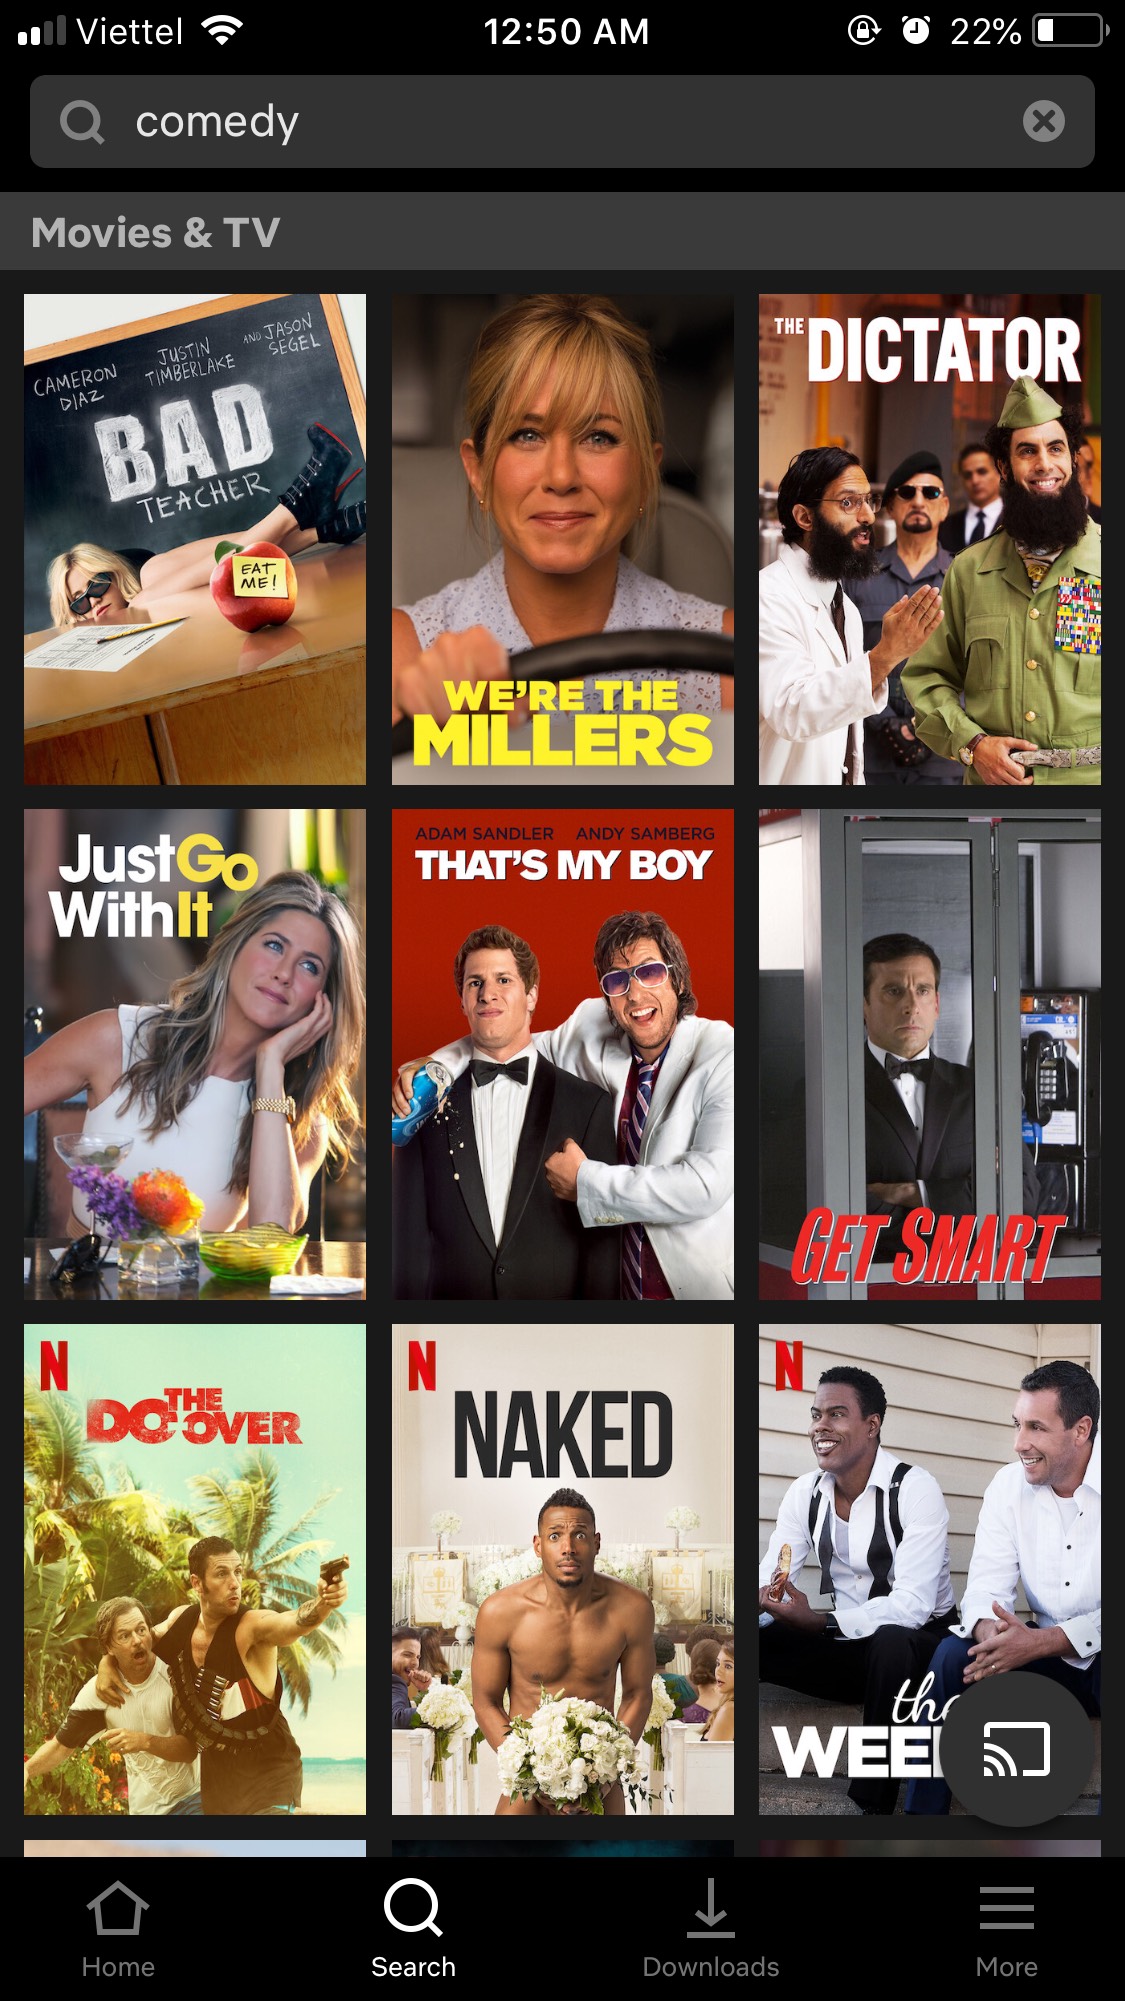 Viettel
12:50 AM
22%
comedy
Movies & TV
CAMERON
DIAZ
JUSTIN
TIMBERLAKE
AND JASON
SEGEL
BAD
TEACHER
EAT
ME!
WE'RE THE
MILLERS
THE
DICTATOR
Just Go
With It
ADAM SANDLER ANDY SAMBERG
THAT'S MY BOY
GET SMART
N
THE
DO OVER
N
NAKED
N
the
Home
Search
Downloads
More